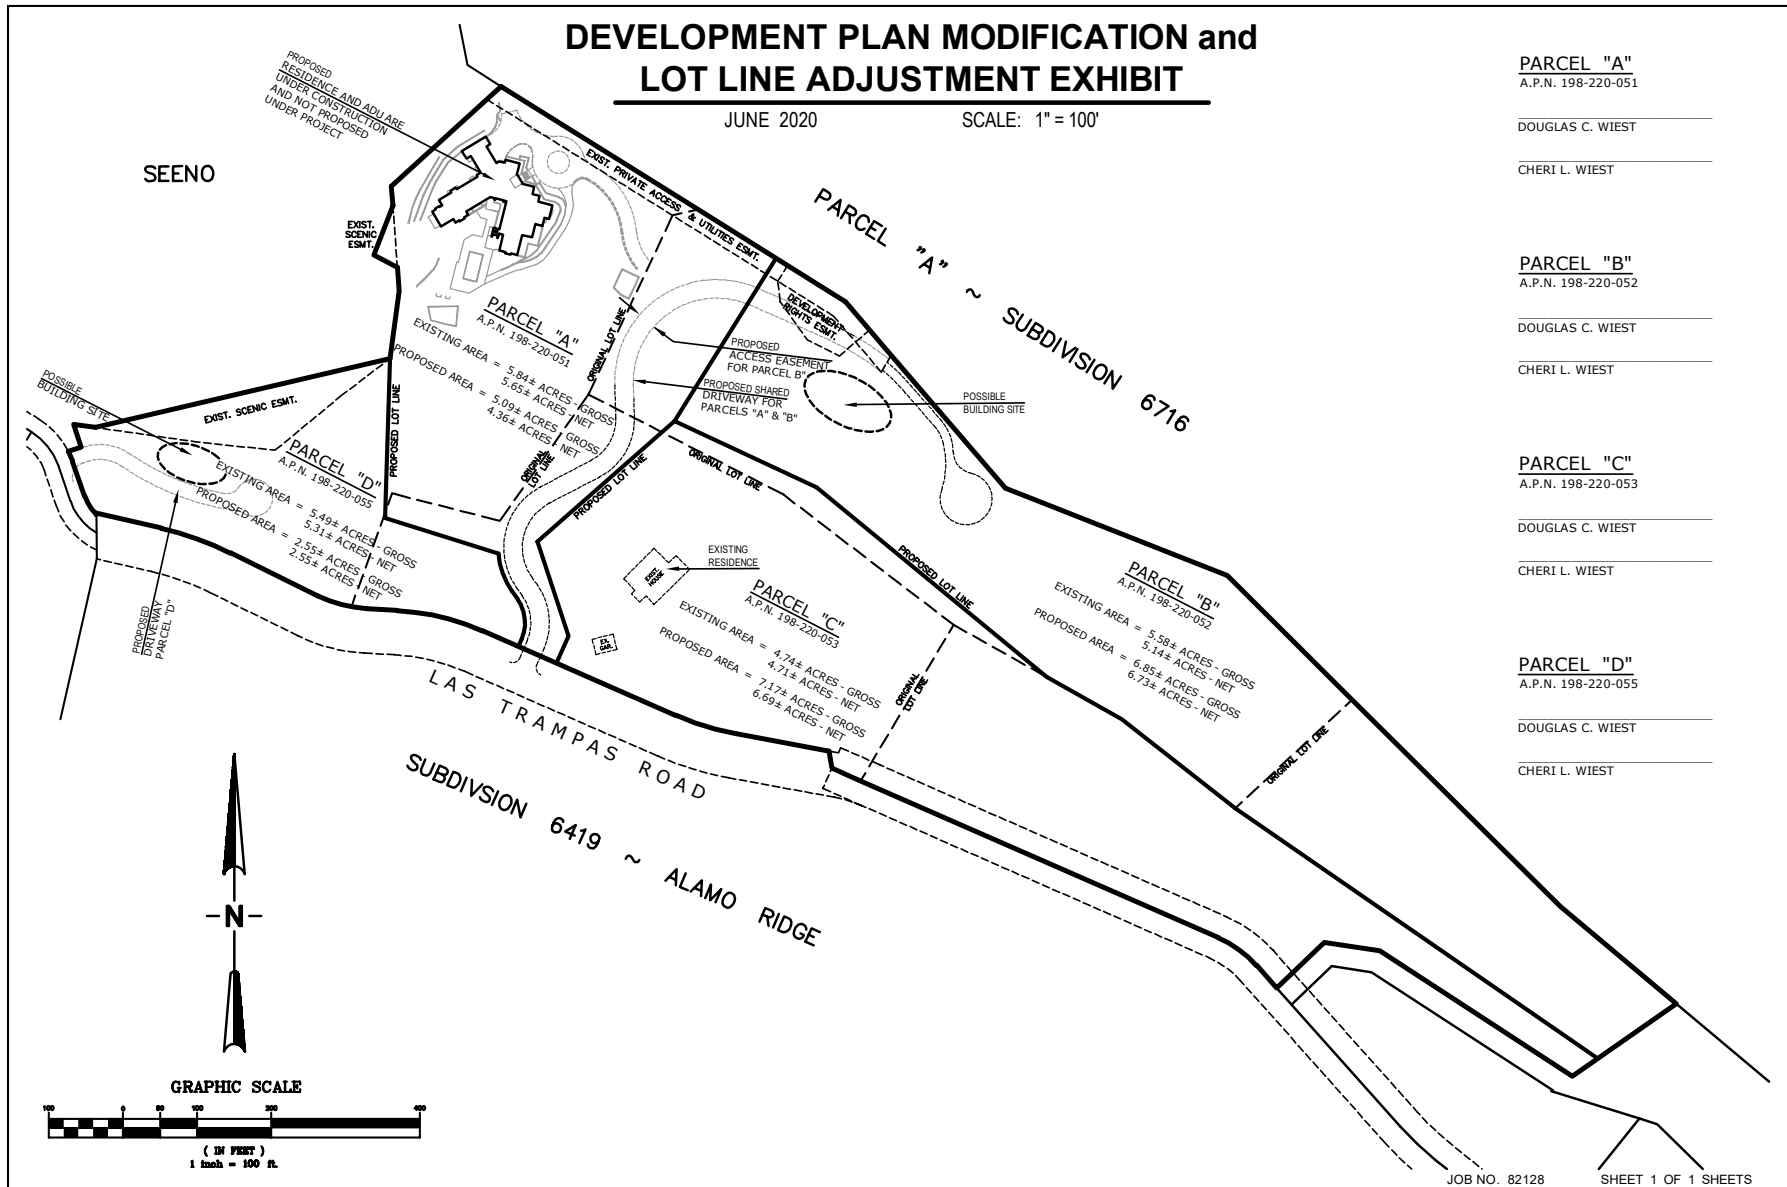 DEVELOPMENT PLAN MODIFICATION and
LOT LINE ADJUSTMENT EXHIBIT
JUNE 2020 SCALE: 1" = 100'
PROPOSED
RESIDENCE AND ADU ARE
UNDER CONSTRUCTION
AND NOT PROPOSED
UNDER PROJECT
SEENO
EXIST.
SCENIC
ESMT.
EXIST. PRIVATE ACCESS & UTILITIES ESMT.
PARCEL "A" ~ SUBDIVISION 6716
PARCEL "A"
A.P.N. 198-220-051
EXISTING AREA = 5.84± ACRES - GROSS
5.65± ACRES - NET
PROPOSED AREA = 5.09± ACRES - GROSS
4.36± ACRES - NET
ORIGINAL LOT LINE
DEVELOPMENT
RIGHTS ESMT.
PROPOSED
ACCESS EASEMENT
FOR PARCEL B"
PROPOSED SHARED
DRIVEWAY FOR
PARCELS "A" & "B"
POSSIBLE
BUILDING SITE
POSSIBLE
BUILDING SITE
EXIST. SCENIC ESMT.
PROPOSED LOT LINE
ORIGINAL
LOT LINE
PROPOSED LOT LINE
ORIGINAL LOT LINE
PARCEL "D"
A.P.N. 198-220-055
EXISTING AREA = 5.49± ACRES - GROSS
5.31± ACRES - NET
PROPOSED AREA = 2.55± ACRES - GROSS
2.55± ACRES - NET
PROPOSED
DRIVEWAY
PARCEL "D"
EXISTING
RESIDENCE
EXIST.
HOUSE
EX.
GAR.
PARCEL "C"
A.P.N. 198-220-053
EXISTING AREA = 4.74± ACRES - GROSS
4.71± ACRES - NET
PROPOSED AREA = 7.17± ACRES - GROSS
6.69± ACRES - NET
PROPOSED LOT LINE
ORIGINAL
LOT LINE
PARCEL "B"
A.P.N. 198-220-052
EXISTING AREA = 5.58± ACRES - GROSS
5.14± ACRES - NET
PROPOSED AREA = 6.85± ACRES - GROSS
6.73± ACRES - NET
ORIGINAL LOT LINE
LAS TRAMPAS ROAD
SUBDIVSION 6419 ~ ALAMO RIDGE
PARCEL "A"
A.P.N. 198-220-051
DOUGLAS C. WIEST
CHERI L. WIEST
PARCEL "B"
A.P.N. 198-220-052
DOUGLAS C. WIEST
CHERI L. WIEST
PARCEL "C"
A.P.N. 198-220-053
DOUGLAS C. WIEST
CHERI L. WIEST
PARCEL "D"
A.P.N. 198-220-055
DOUGLAS C. WIEST
CHERI L. WIEST
-N-
GRAPHIC SCALE
100 0 50 100 200 400
( IN FEET )
1 inch = 100 ft.
JOB NO. 82128 SHEET 1 OF 1 SHEETS